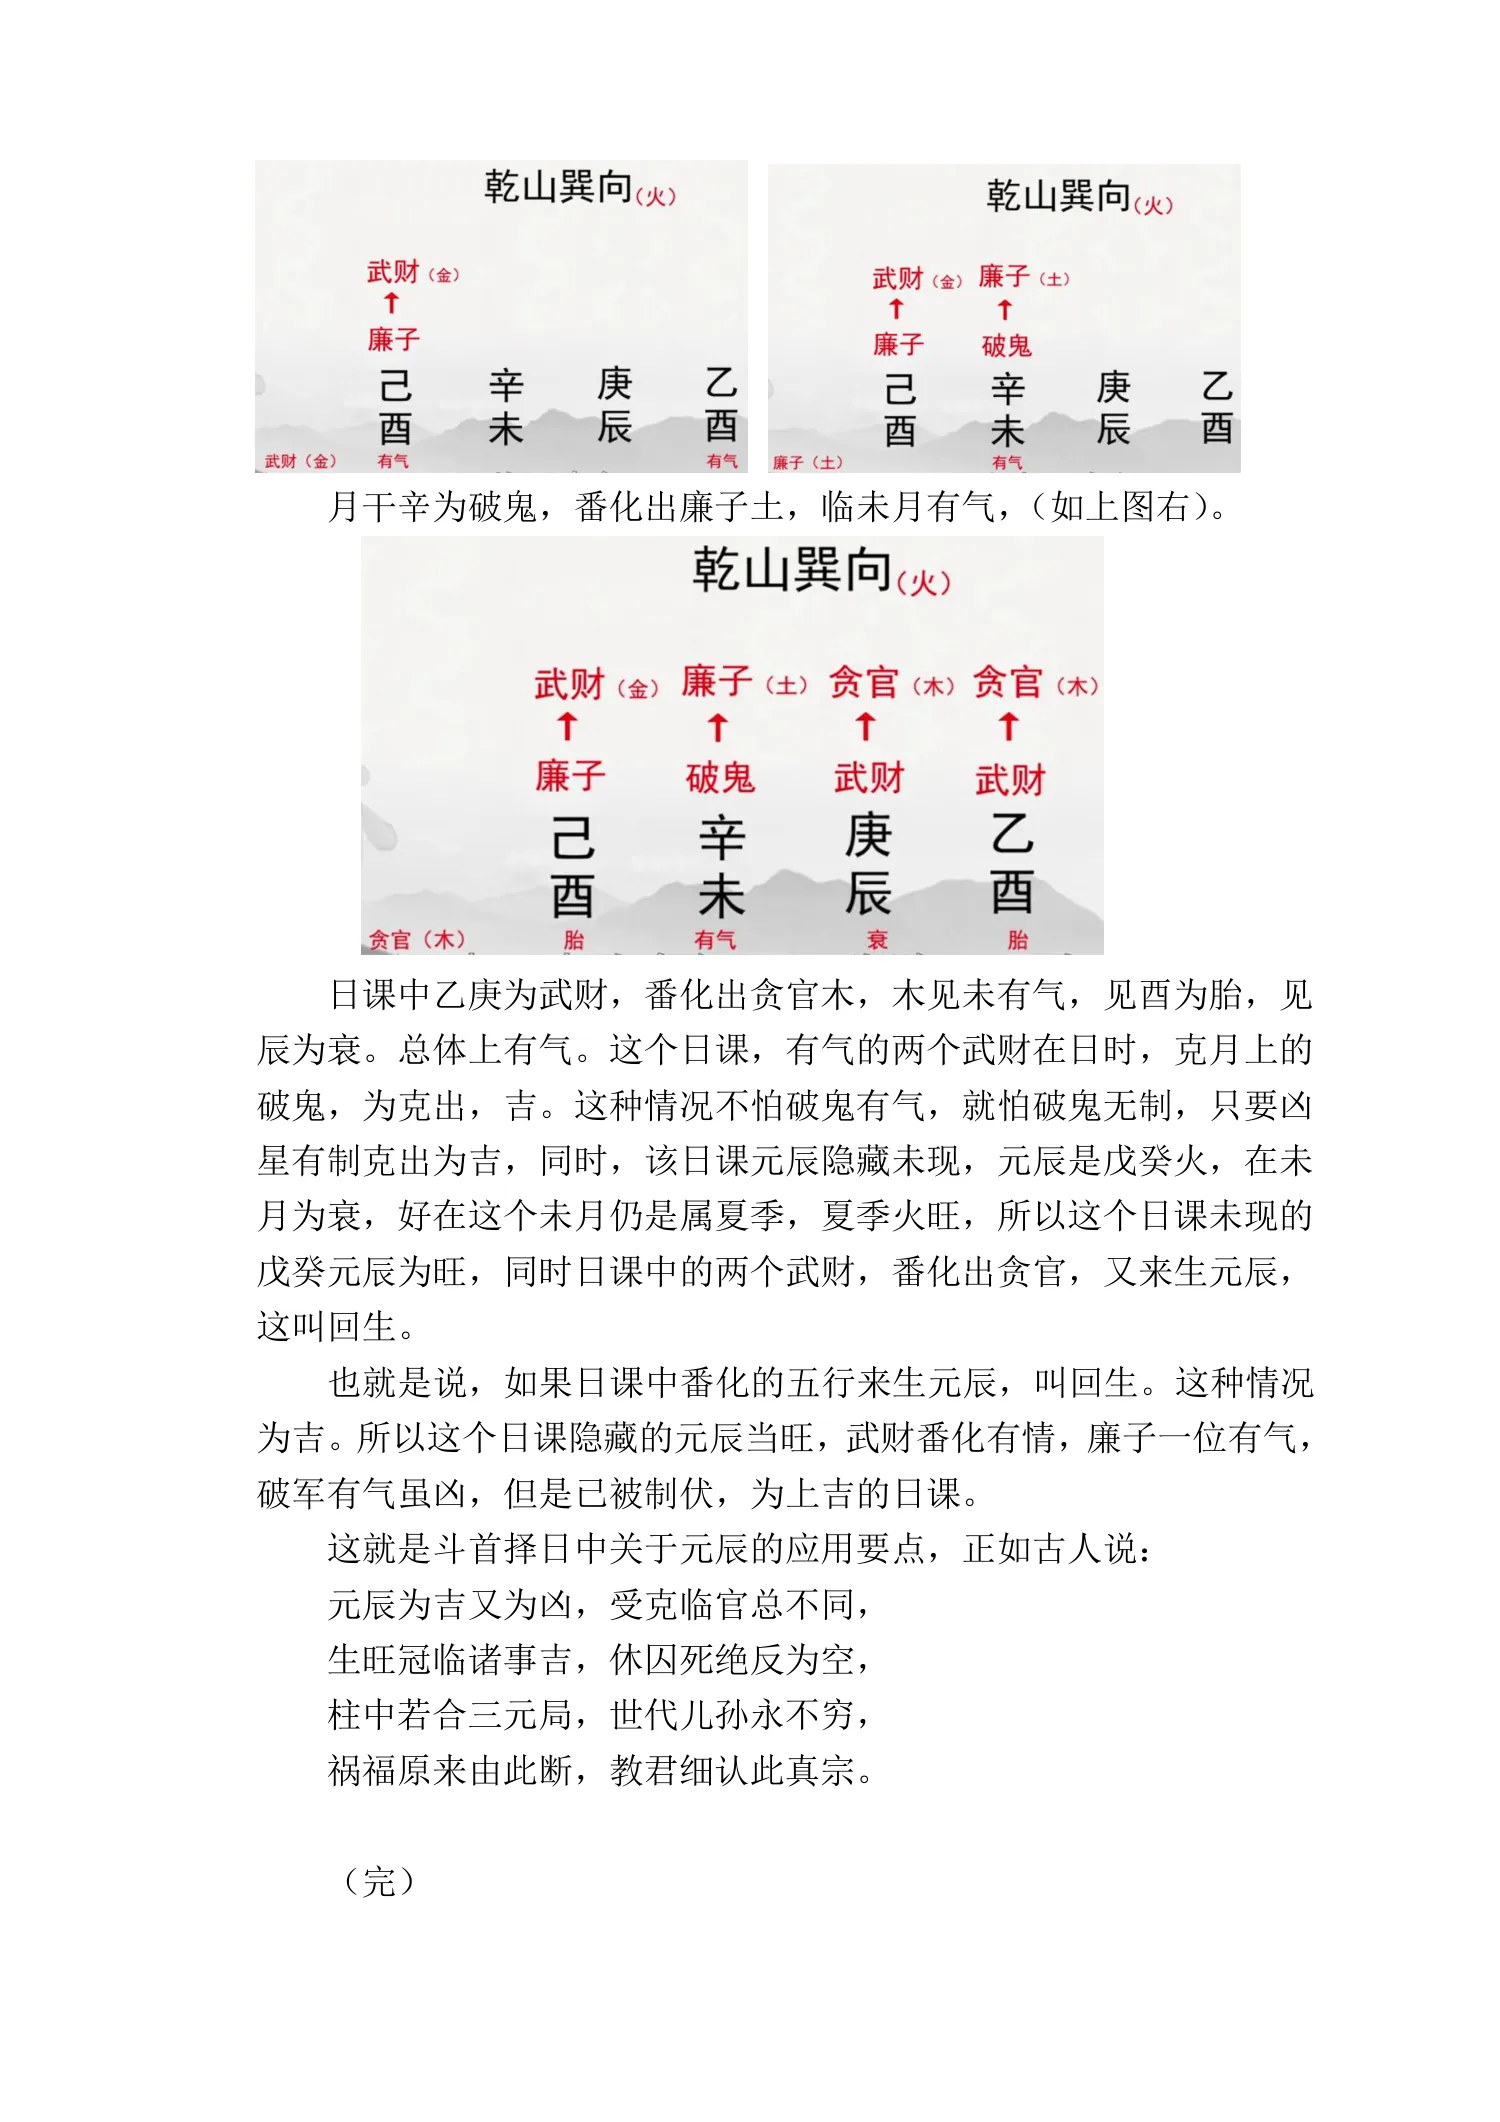 乾山巽向（火）
武财（金）
↑
廉子
己 辛 庚 乙
酉 未 辰 酉
武财（金） 有气 有气
乾山巽向（火）
武财（金） 廉子（土）
↑ ↑
廉子 破鬼
己 辛 庚 乙
酉 未 辰 酉
廉子（土） 有气
月干辛为破鬼，番化出廉子土，临未月有气，（如上图右）。
乾山巽向（火）
武财（金） 廉子（土） 贪官（木） 贪官（木）
↑ ↑ ↑ ↑
廉子 破鬼 武财 武财
己 辛 庚 乙
酉 未 辰 酉
贪官（木） 胎 有气 衰 胎
日课中乙庚为武财，番化出贪官木，木见未有气，见酉为胎，见
辰为衰。总体上有气。这个日课，有气的两个武财在日时，克月上的
破鬼，为克出，吉。这种情况不怕破鬼有气，就怕破鬼无制，只要凶
星有制克出为吉，同时，该日课元辰隐藏未现，元辰是戊癸火，在未
月为衰，好在这个未月仍是属夏季，夏季火旺，所以这个日课未现的
戊癸元辰为旺，同时日课中的两个武财，番化出贪官，又来生元辰，
这叫回生。
也就是说，如果日课中番化的五行来生元辰，叫回生。这种情况
为吉。所以这个日课隐藏的元辰当旺，武财番化有情，廉子一位有气，
破军有气虽凶，但是已被制伏，为上吉的日课。
这就是斗首择日中关于元辰的应用要点，正如古人说：
元辰为吉又为凶，受克临官总不同，
生旺冠临诸事吉，休囚死绝反为空，
柱中若合三元局，世代儿孙永不穷，
祸福原来由此断，教君细认此真宗。
（完）